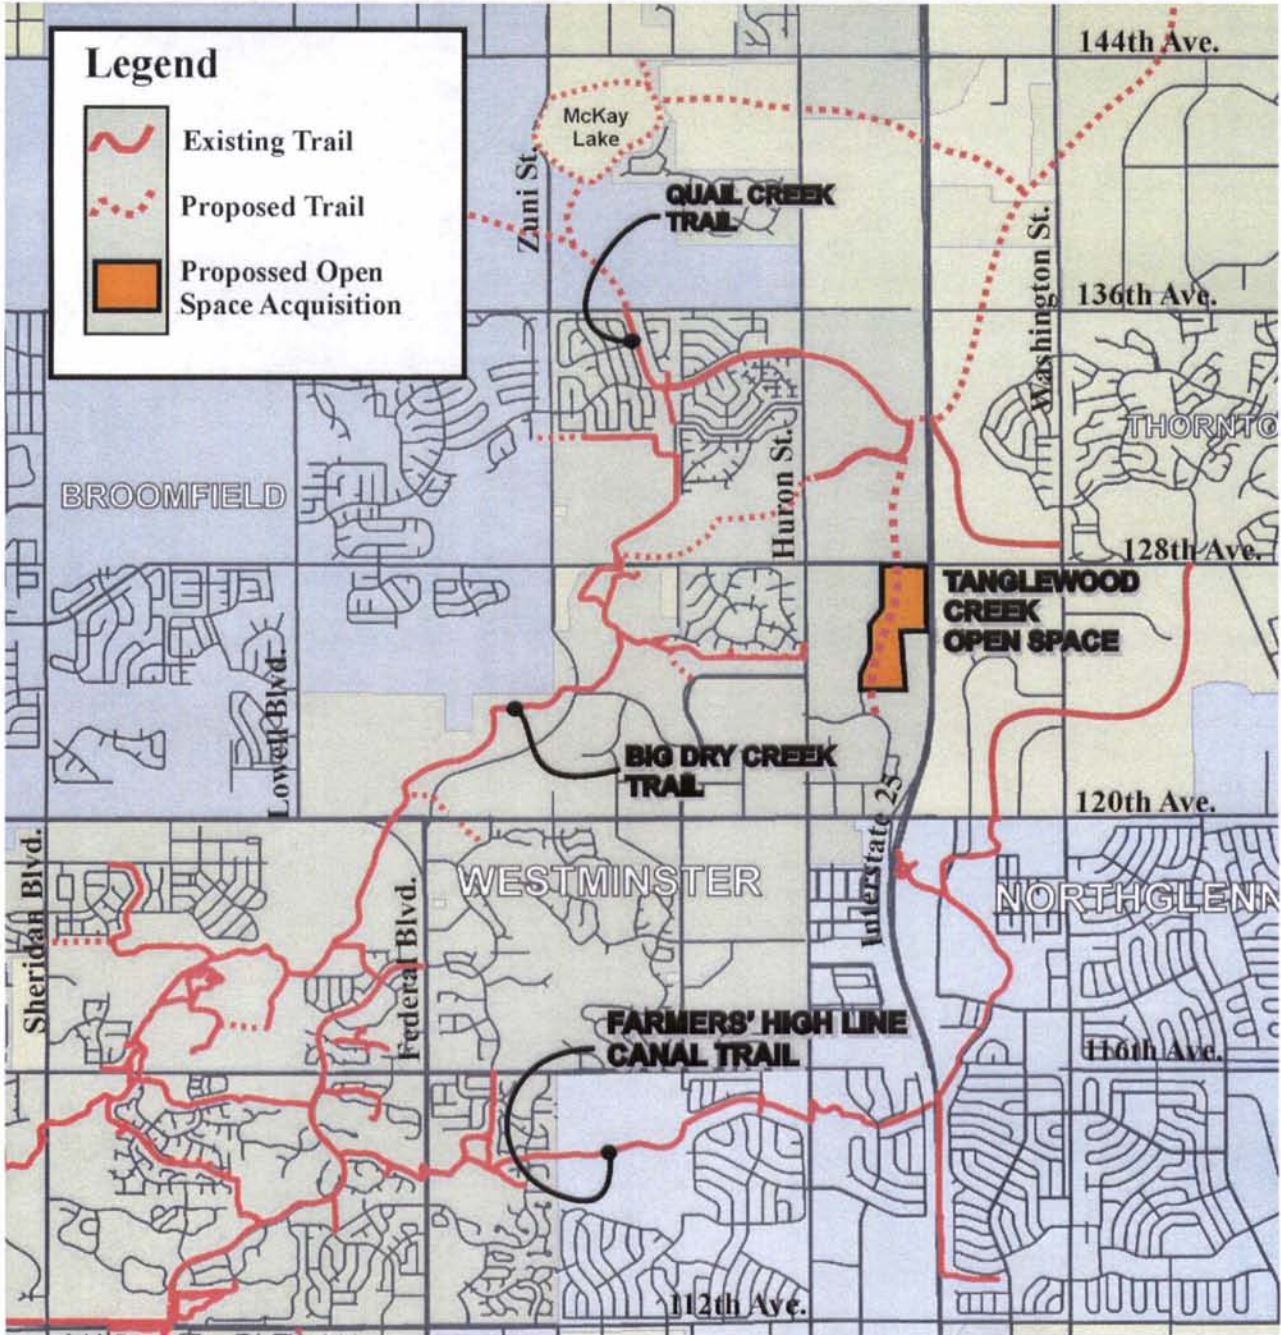 Legend
Existing Trail
Proposed Trail
Propossed Open
Space Acquisition
144th Ave.
McKay
Lake
Zuni St.
QUAIL CREEK
TRAIL
Washington St.
136th Ave.
THORNTO
BROOMFIELD
Huron St.
128th Ave.
TANGLEWOOD
CREEK
OPEN SPACE
Lowell Blvd.
BIG DRY CREEK
TRAIL
Interstate 25
120th Ave.
Sheridan Blvd.
Federal Blvd.
WESTMINSTER
NORTHGLENN
FARMERS' HIGH LINE
CANAL TRAIL
116th Ave.
112th Ave.